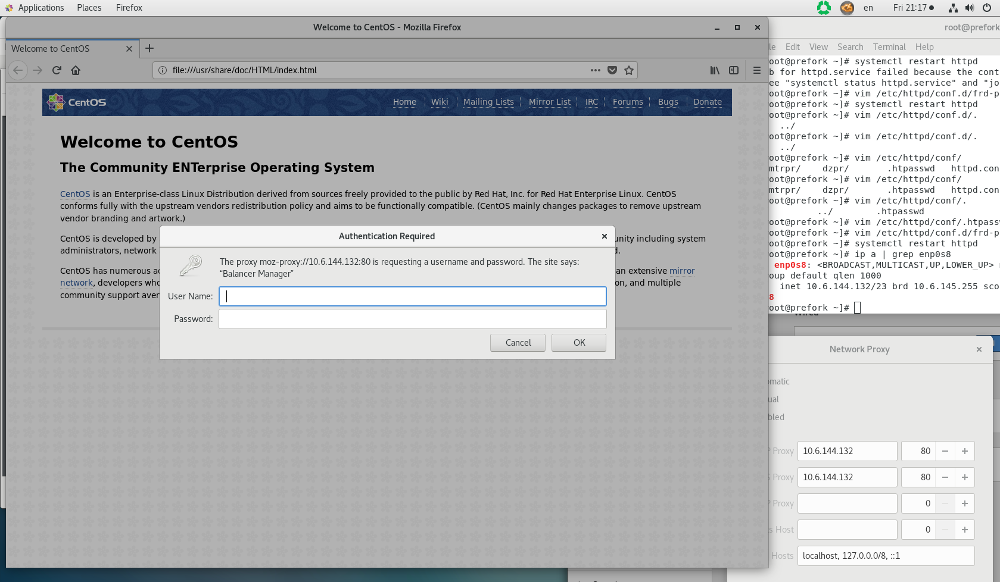 Applications Places Firefox
en Fri 21:17
Welcome to CentOS - Mozilla Firefox
Welcome to CentOS
file:///usr/share/doc/HTML/index.html
CentOS
Home Wiki Mailing Lists Mirror List IRC Forums Bugs Donate
Welcome to CentOS
The Community ENTerprise Operating System
CentOS is an Enterprise-class Linux Distribution derived from sources freely provided to the public by Red Hat, Inc. for Red Hat Enterprise Linux. CentOS
conforms fully with the upstream vendors redistribution policy and aims to be functionally compatible. (CentOS mainly changes packages to remove upstream
vendor branding and artwork.)
CentOS is developed by unity including system
administrators, network d.
CentOS has numerous ad an extensive mirror
network, developers who on, and multiple
community support aven
Authentication Required
The proxy moz-proxy://10.6.144.132:80 is requesting a username and password. The site says:
“Balancer Manager”
User Name:
Password:
Cancel OK
root@prefork
le Edit View Search Terminal Help
oot@prefork ~]# systemctl restart httpd
b for httpd.service failed because the cont
ee "systemctl status httpd.service" and "jo
oot@prefork ~]# vim /etc/httpd/conf.d/frd-p
oot@prefork ~]# systemctl restart httpd
oot@prefork ~]# vim /etc/httpd/conf.d/.
../
oot@prefork ~]# vim /etc/httpd/conf.d/.
../
oot@prefork ~]# vim /etc/httpd/conf/
mtrpr/ dzpr/ .htpasswd httpd.con
oot@prefork ~]# vim /etc/httpd/conf/
mtrpr/ dzpr/ .htpasswd httpd.con
oot@prefork ~]# vim /etc/httpd/conf/.
../ .htpasswd
oot@prefork ~]# vim /etc/httpd/conf/.htpassw
oot@prefork ~]# vim /etc/httpd/conf.d/frd-p
oot@prefork ~]# systemctl restart httpd
oot@prefork ~]# ip a | grep enp0s8
enp0s8: <BROADCAST,MULTICAST,UP,LOWER_UP>
oup default qlen 1000
inet 10.6.144.132/23 brd 10.6.145.255 sco
8
oot@prefork ~]#
Network Proxy
omatic
ual
bled
P Proxy 10.6.144.132 80 − +
S Proxy 10.6.144.132 80 − +
P Proxy 0 − +
s Host 0 − +
Hosts localhost, 127.0.0.0/8, ::1